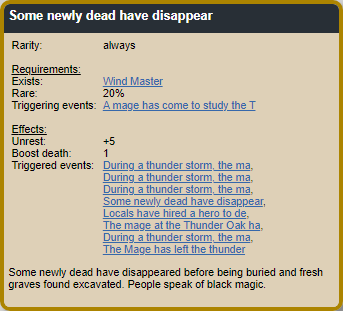 Some newly dead have disappear
Rarity: always
Requirements:
Exists: Wind Master
Rare: 20%
Triggering events: A mage has come to study the T
Effects:
Unrest: +5
Boost death: 1
Triggered events: During a thunder storm, the ma,
During a thunder storm, the ma,
During a thunder storm, the ma,
Some newly dead have disappear,
Locals have hired a hero to de,
The mage at the Thunder Oak ha,
During a thunder storm, the ma,
The Mage has left the thunder
Some newly dead have disappeared before being buried and fresh
graves found excavated. People speak of black magic.